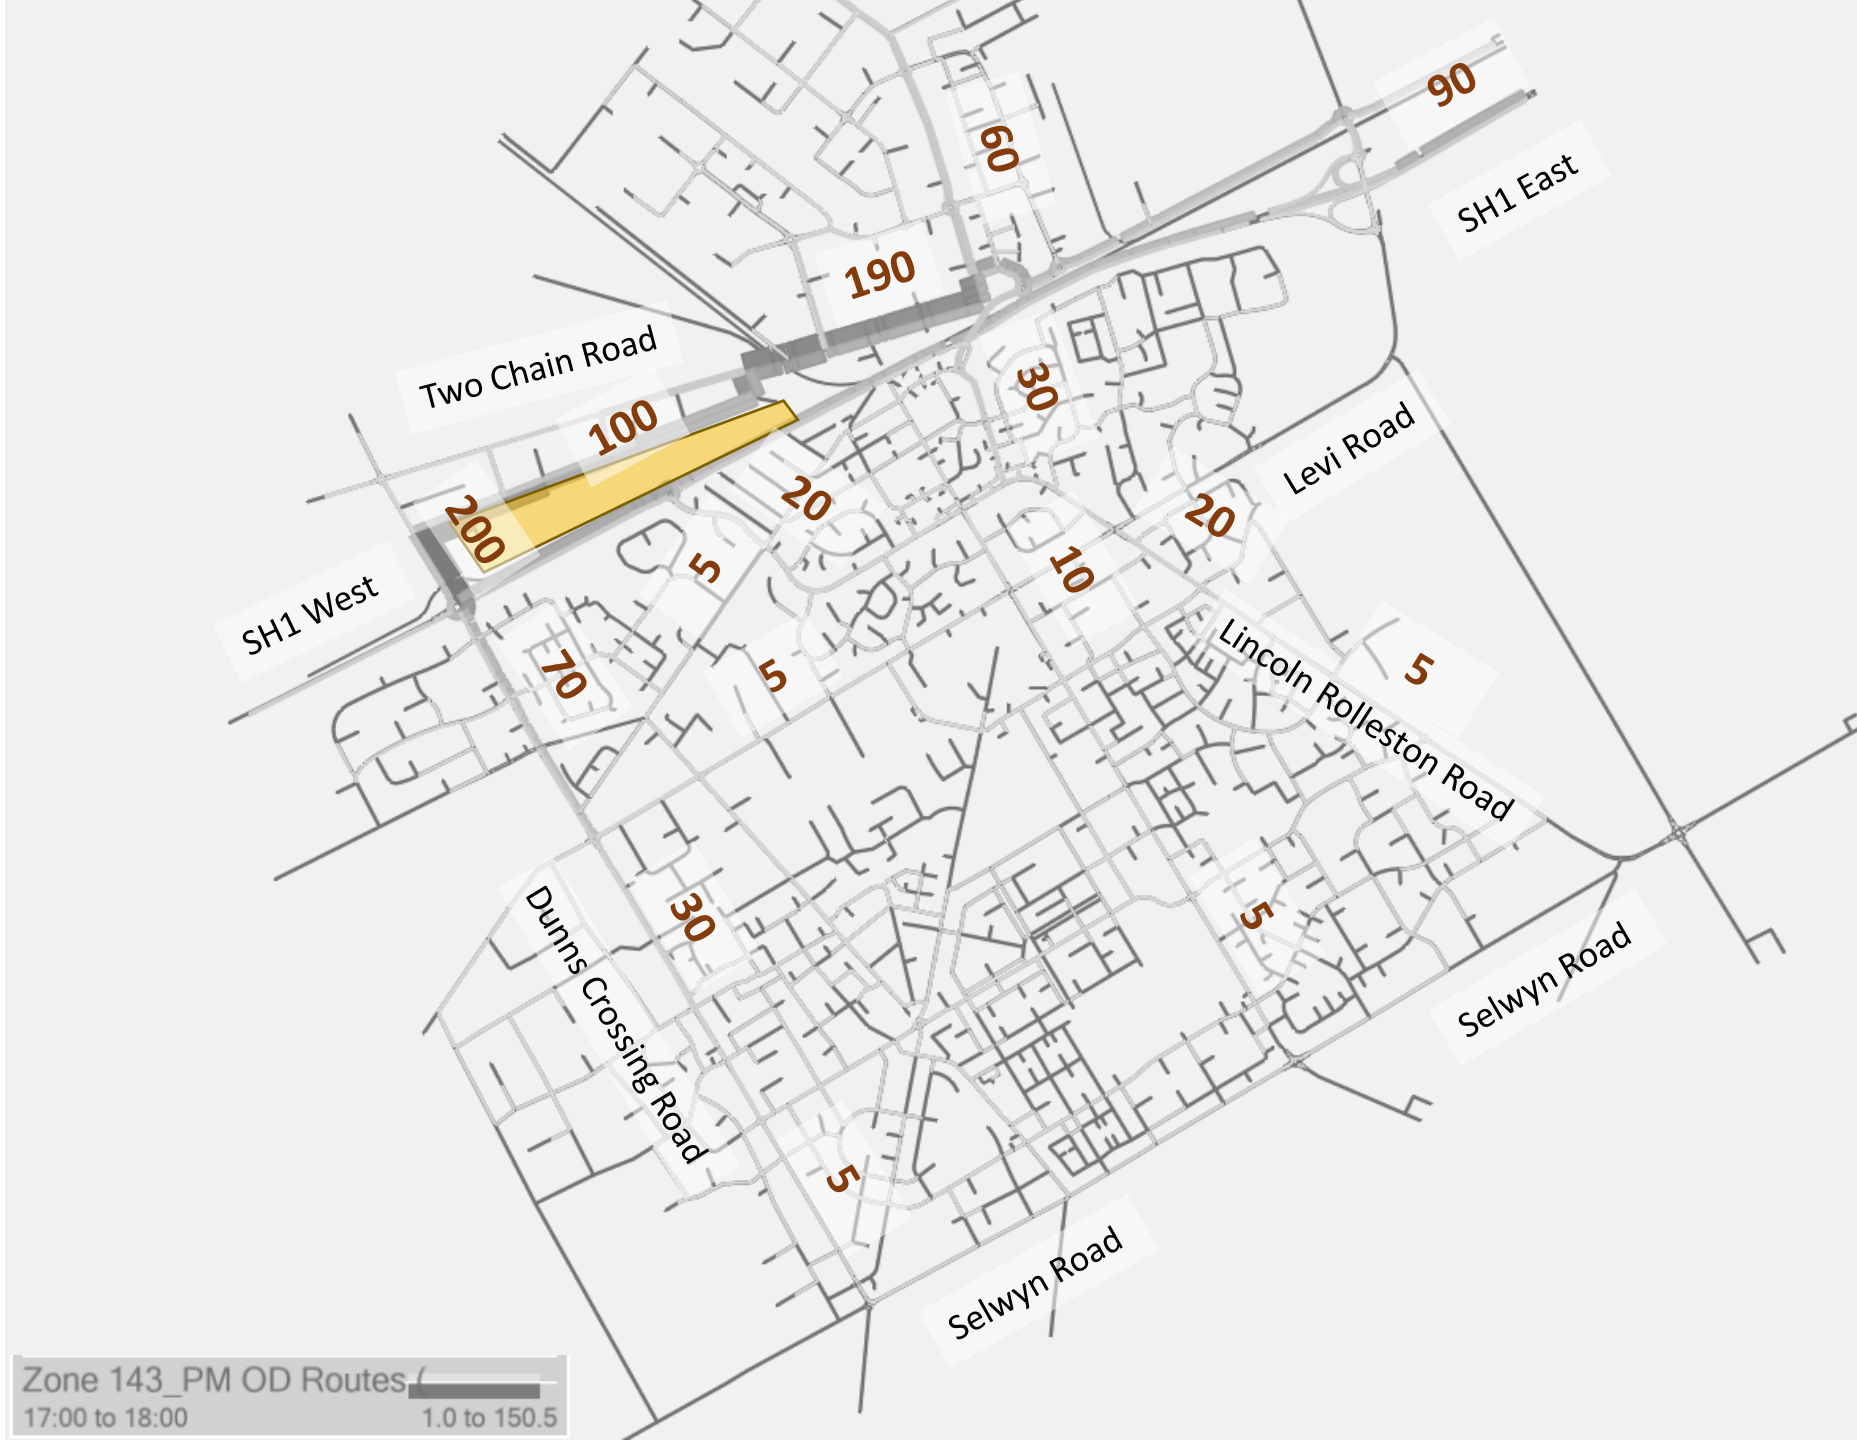 90
60
SH1 East
190
Two Chain Road
30
100
Levi Road
20
200
20
5
10
SH1 West
5
70
5
Lincoln Rolleston Road
30
5
Dunns Crossing Road
Selwyn Road
5
Selwyn Road
Zone 143_PM OD Routes (
17:00 to 18:00
1.0 to 150.5